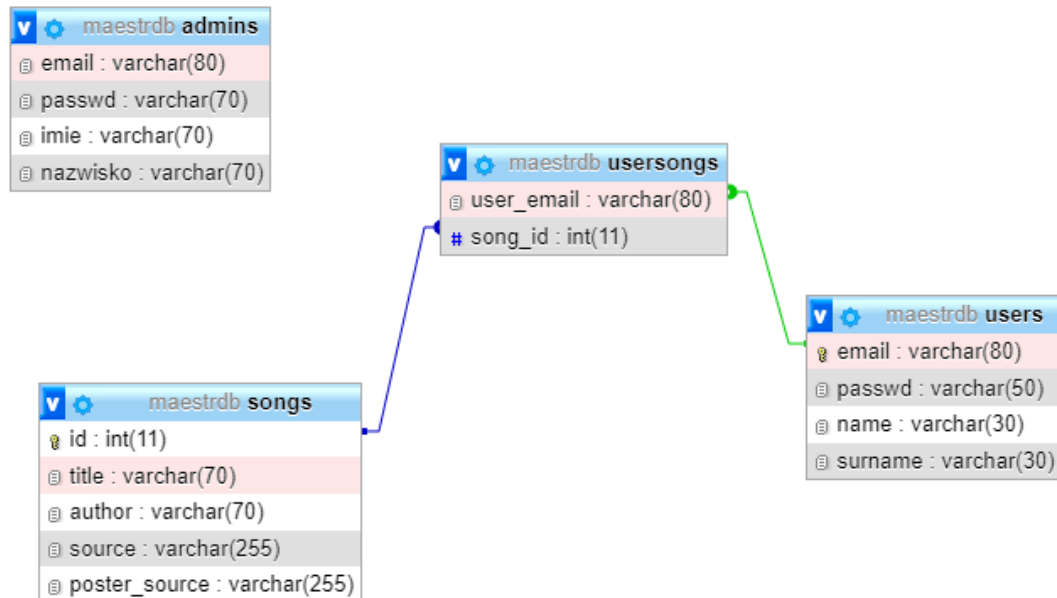 v maestrdb admins
email : varchar(80)
passwd : varchar(70)
imie : varchar(70)
nazwisko : varchar(70)
v maestrdb usersongs
user_email : varchar(80)
# song_id : int(11)
v maestrdb users
email : varchar(80)
passwd : varchar(50)
name : varchar(30)
surname : varchar(30)
v maestrdb songs
id : int(11)
title : varchar(70)
author : varchar(70)
source : varchar(255)
poster_source : varchar(255)